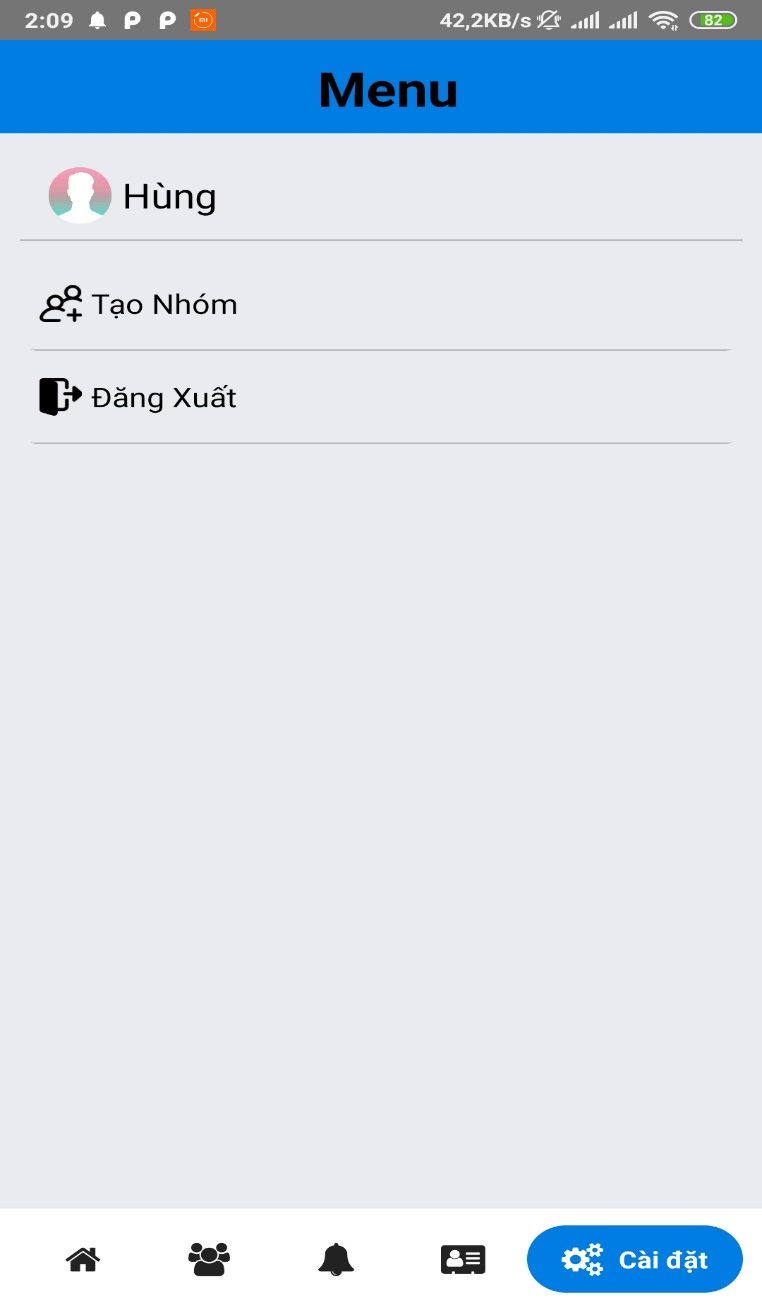 2:09 42,2KB/s 82
Menu
Hùng
Tạo Nhóm
Đăng Xuất
Cài đặt